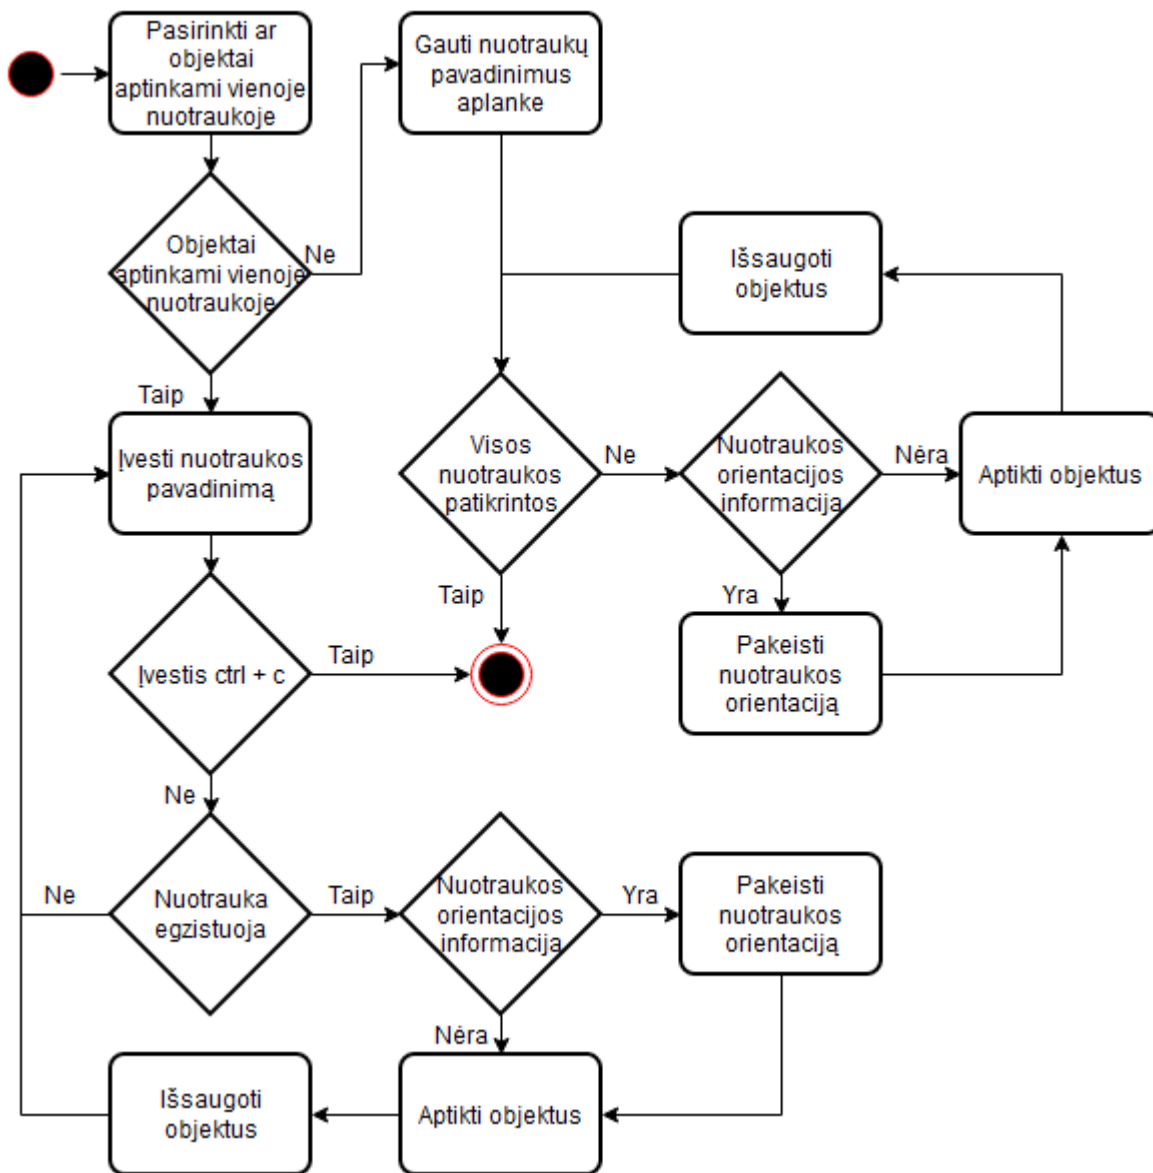 Pasirinkti ar
objektai
aptinkami vienoje
nuotraukoje
Gauti nuotraukų
pavadinimus
aplanke
Objektai
aptinkami vienoje
nuotraukoje
Ne
Išsaugoti
objektus
Taip
Įvesti nuotraukos
pavadinimą
Visos
nuotraukos
patikrintos
Ne
Nuotraukos
orientacijos
informacija
Nėra
Aptikti objektus
Taip
Yra
Įvestis ctrl + c
Taip
Pakeisti
nuotraukos
orientaciją
Ne
Ne
Nuotrauka
egzistuoja
Taip
Nuotraukos
orientacijos
informacija
Yra
Pakeisti
nuotraukos
orientaciją
Nėra
Išsaugoti
objektus
Aptikti objektus